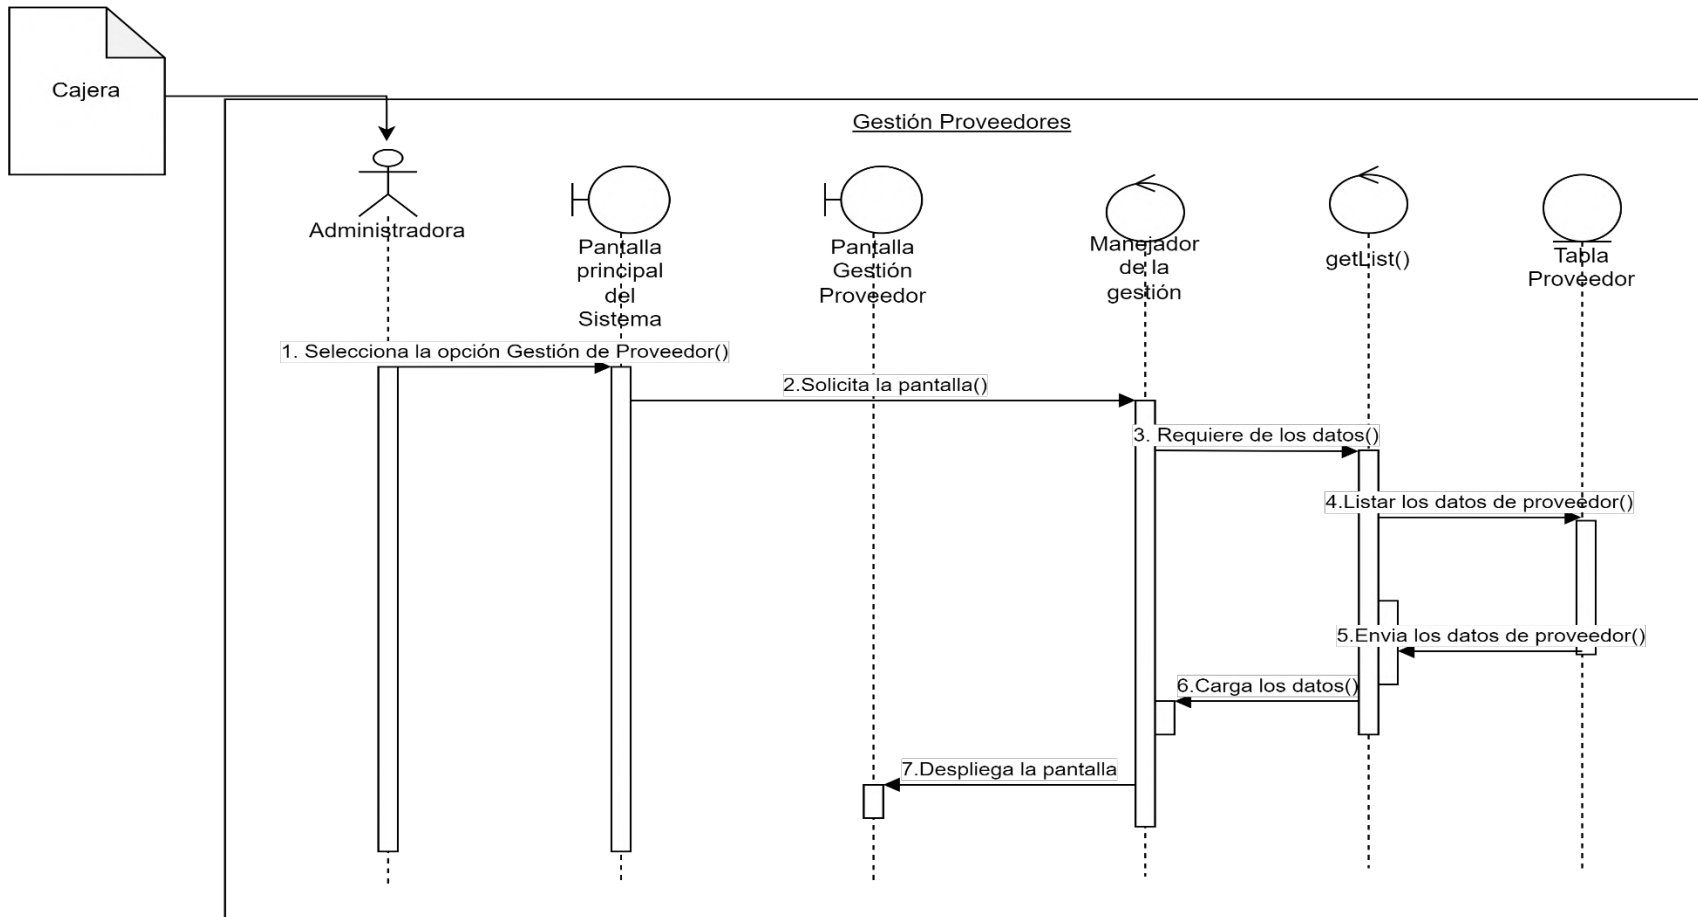 Cajera
Gestión Proveedores
Administradora
Pantalla
principal
del
Sistema
Pantalla
Gestión
Proveedor
Manejador
de la
gestión
getList()
Tabla
Proveedor
1. Selecciona la opción Gestión de Proveedor()
2.Solicita la pantalla()
3. Requiere de los datos()
4.Listar los datos de proveedor()
5.Envia los datos de proveedor()
6.Carga los datos()
7.Despliega la pantalla